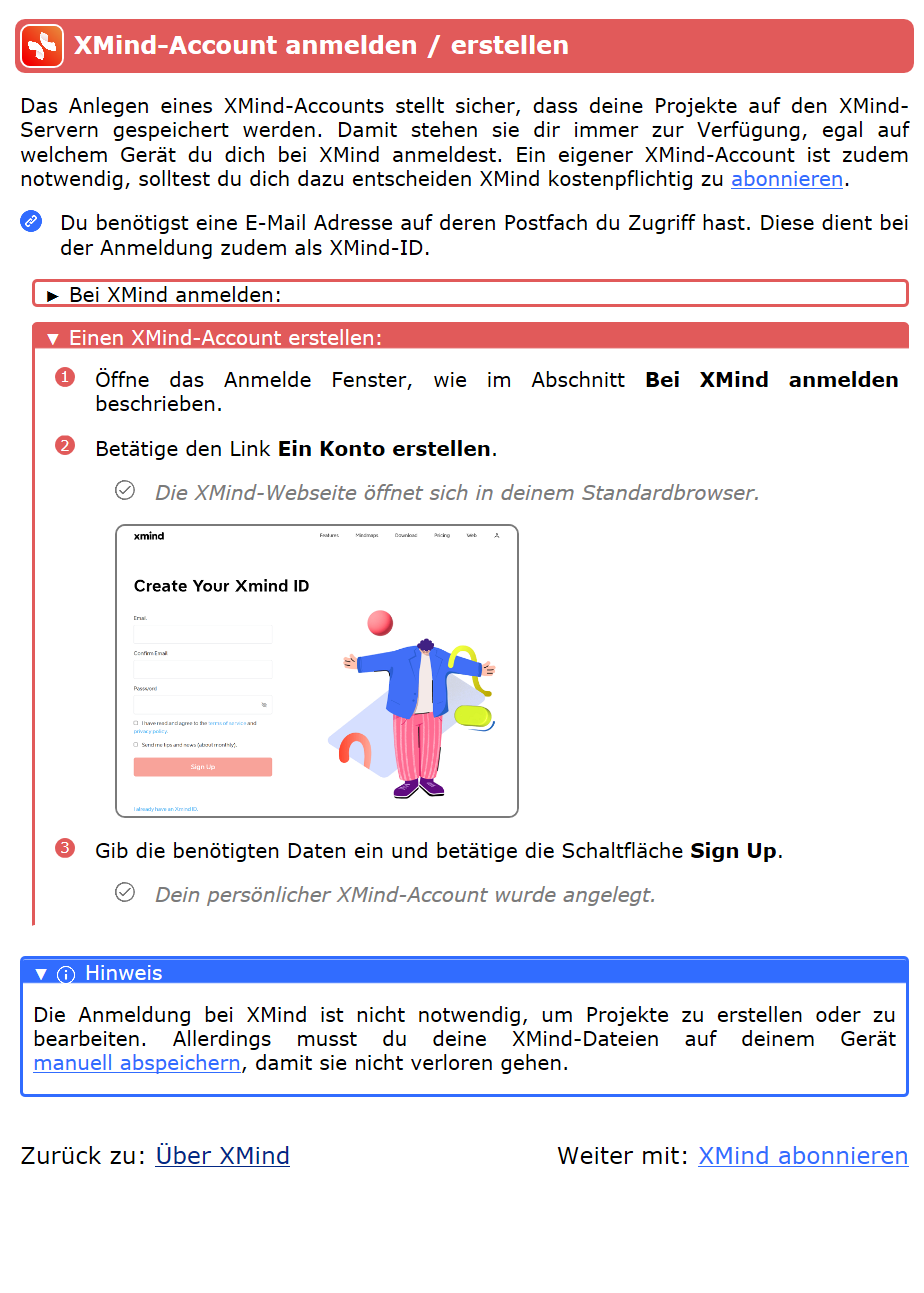 XMind-Account anmelden / erstellen
Das Anlegen eines XMind-Accounts stellt sicher, dass deine Projekte auf den XMind-
Servern gespeichert werden. Damit stehen sie dir immer zur Verfügung, egal auf
welchem Gerät du dich bei XMind anmeldest. Ein eigener XMind-Account ist zudem
notwendig, solltest du dich dazu entscheiden XMind kostenpflichtig zu abonnieren.
Du benötigst eine E-Mail Adresse auf deren Postfach du Zugriff hast. Diese dient bei
der Anmeldung zudem als XMind-ID.
► Bei XMind anmelden:
▼ Einen XMind-Account erstellen:
1 Öffne das Anmelde Fenster, wie im Abschnitt Bei XMind anmelden
beschrieben.
2 Betätige den Link Ein Konto erstellen.
Die XMind-Webseite öffnet sich in deinem Standardbrowser.
xmind Features Mindmaps Download Pricing Web
Create Your Xmind ID
Email
Confirm Email
Password
I have read and agree to the terms of service and
privacy policy.
Send me tips and news (about monthly).
Sign Up
I already have an Xmind ID.
3 Gib die benötigten Daten ein und betätige die Schaltfläche Sign Up.
Dein persönlicher XMind-Account wurde angelegt.
▼ Hinweis
Die Anmeldung bei XMind ist nicht notwendig, um Projekte zu erstellen oder zu
bearbeiten. Allerdings musst du deine XMind-Dateien auf deinem Gerät
manuell abspeichern, damit sie nicht verloren gehen.
Zurück zu: Über XMind Weiter mit: XMind abonnieren